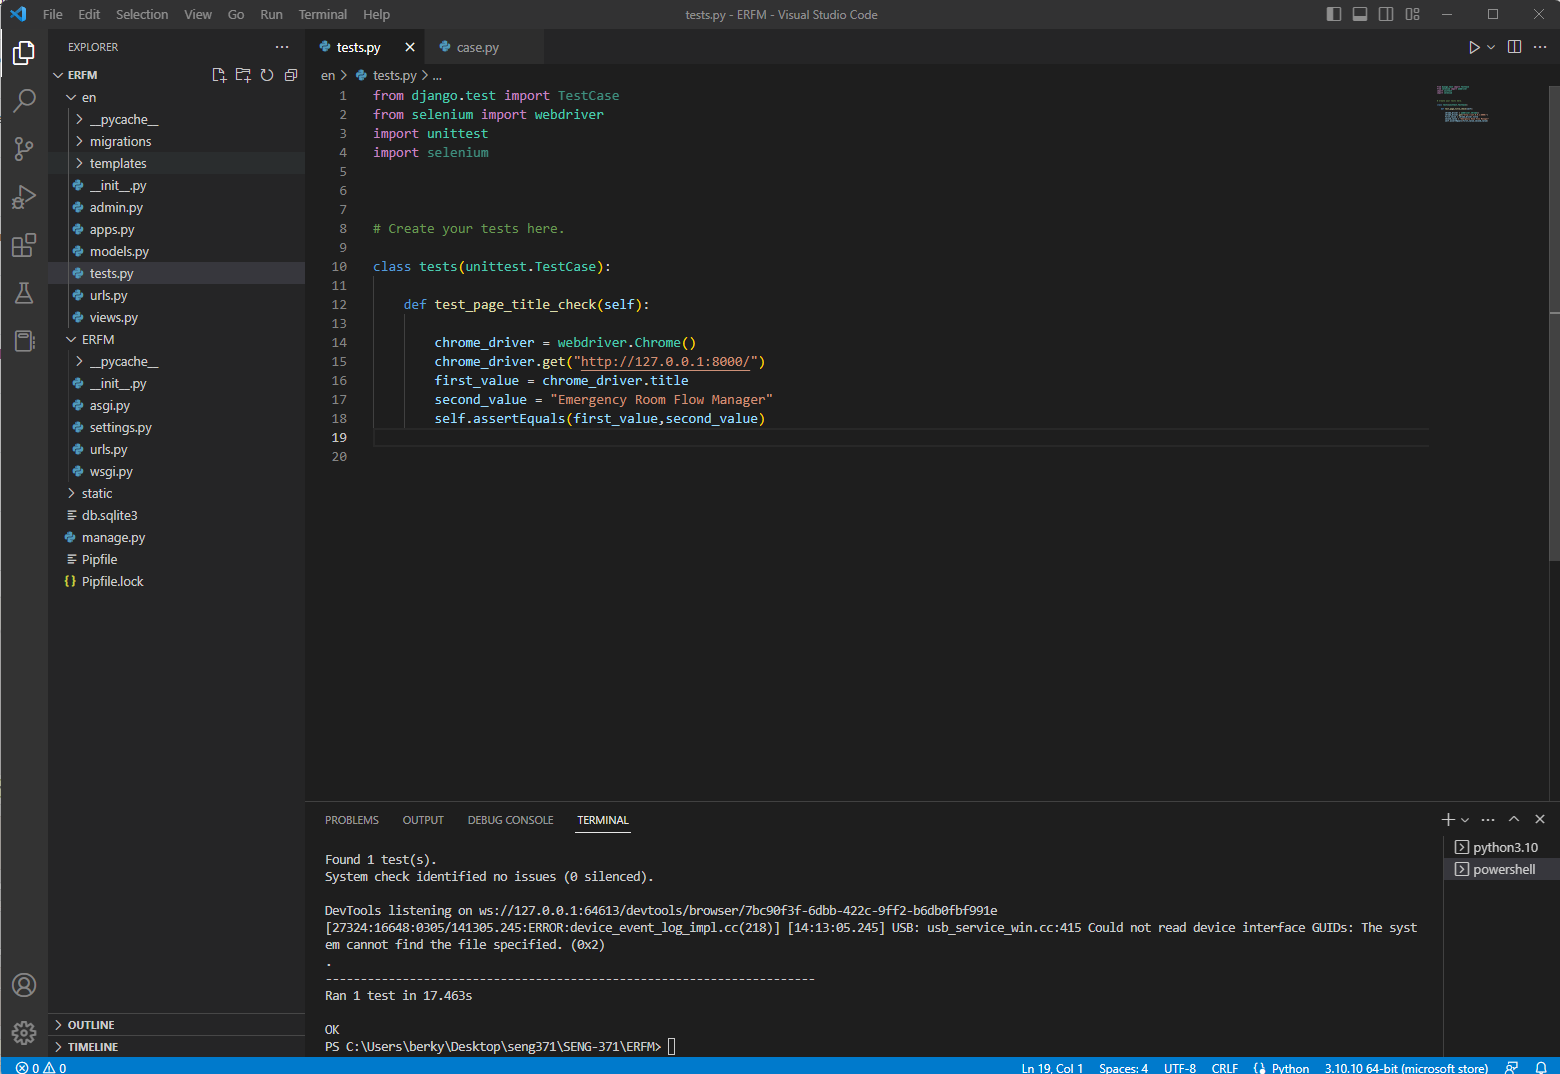 File Edit Selection View Go Run Terminal Help
tests.py - ERFM - Visual Studio Code
EXPLORER
ERFM
en
__pycache__
migrations
templates
__init__.py
admin.py
apps.py
models.py
tests.py
urls.py
views.py
ERFM
__pycache__
__init__.py
asgi.py
settings.py
urls.py
wsgi.py
static
db.sqlite3
manage.py
Pipfile
Pipfile.lock
OUTLINE
TIMELINE
tests.py case.py
en > tests.py > ...
1 from django.test import TestCase
2 from selenium import webdriver
3 import unittest
4 import selenium
5
6
7
8 # Create your tests here.
9
10 class tests(unittest.TestCase):
11
12 def test_page_title_check(self):
13
14 chrome_driver = webdriver.Chrome()
15 chrome_driver.get("http://127.0.0.1:8000/")
16 first_value = chrome_driver.title
17 second_value = "Emergency Room Flow Manager"
18 self.assertEquals(first_value,second_value)
19
20
PROBLEMS OUTPUT DEBUG CONSOLE TERMINAL
Found 1 test(s).
System check identified no issues (0 silenced).
DevTools listening on ws://127.0.0.1:64613/devtools/browser/7bc90f3f-6dbb-422c-9ff2-b6db0fbf991e
[27324:16648:0305/141305.245:ERROR:device_event_log_impl.cc(218)] [14:13:05.245] USB: usb_service_win.cc:415 Could not read device interface GUIDs: The syst
em cannot find the file specified. (0x2)
.
----------------------------------------------------------------------
Ran 1 test in 17.463s
OK
PS C:\Users\berky\Desktop\seng371\SENG-371\ERFM>
python3.10
powershell
0 0
Ln 19, Col 1 Spaces: 4 UTF-8 CRLF Python 3.10.10 64-bit (microsoft store)